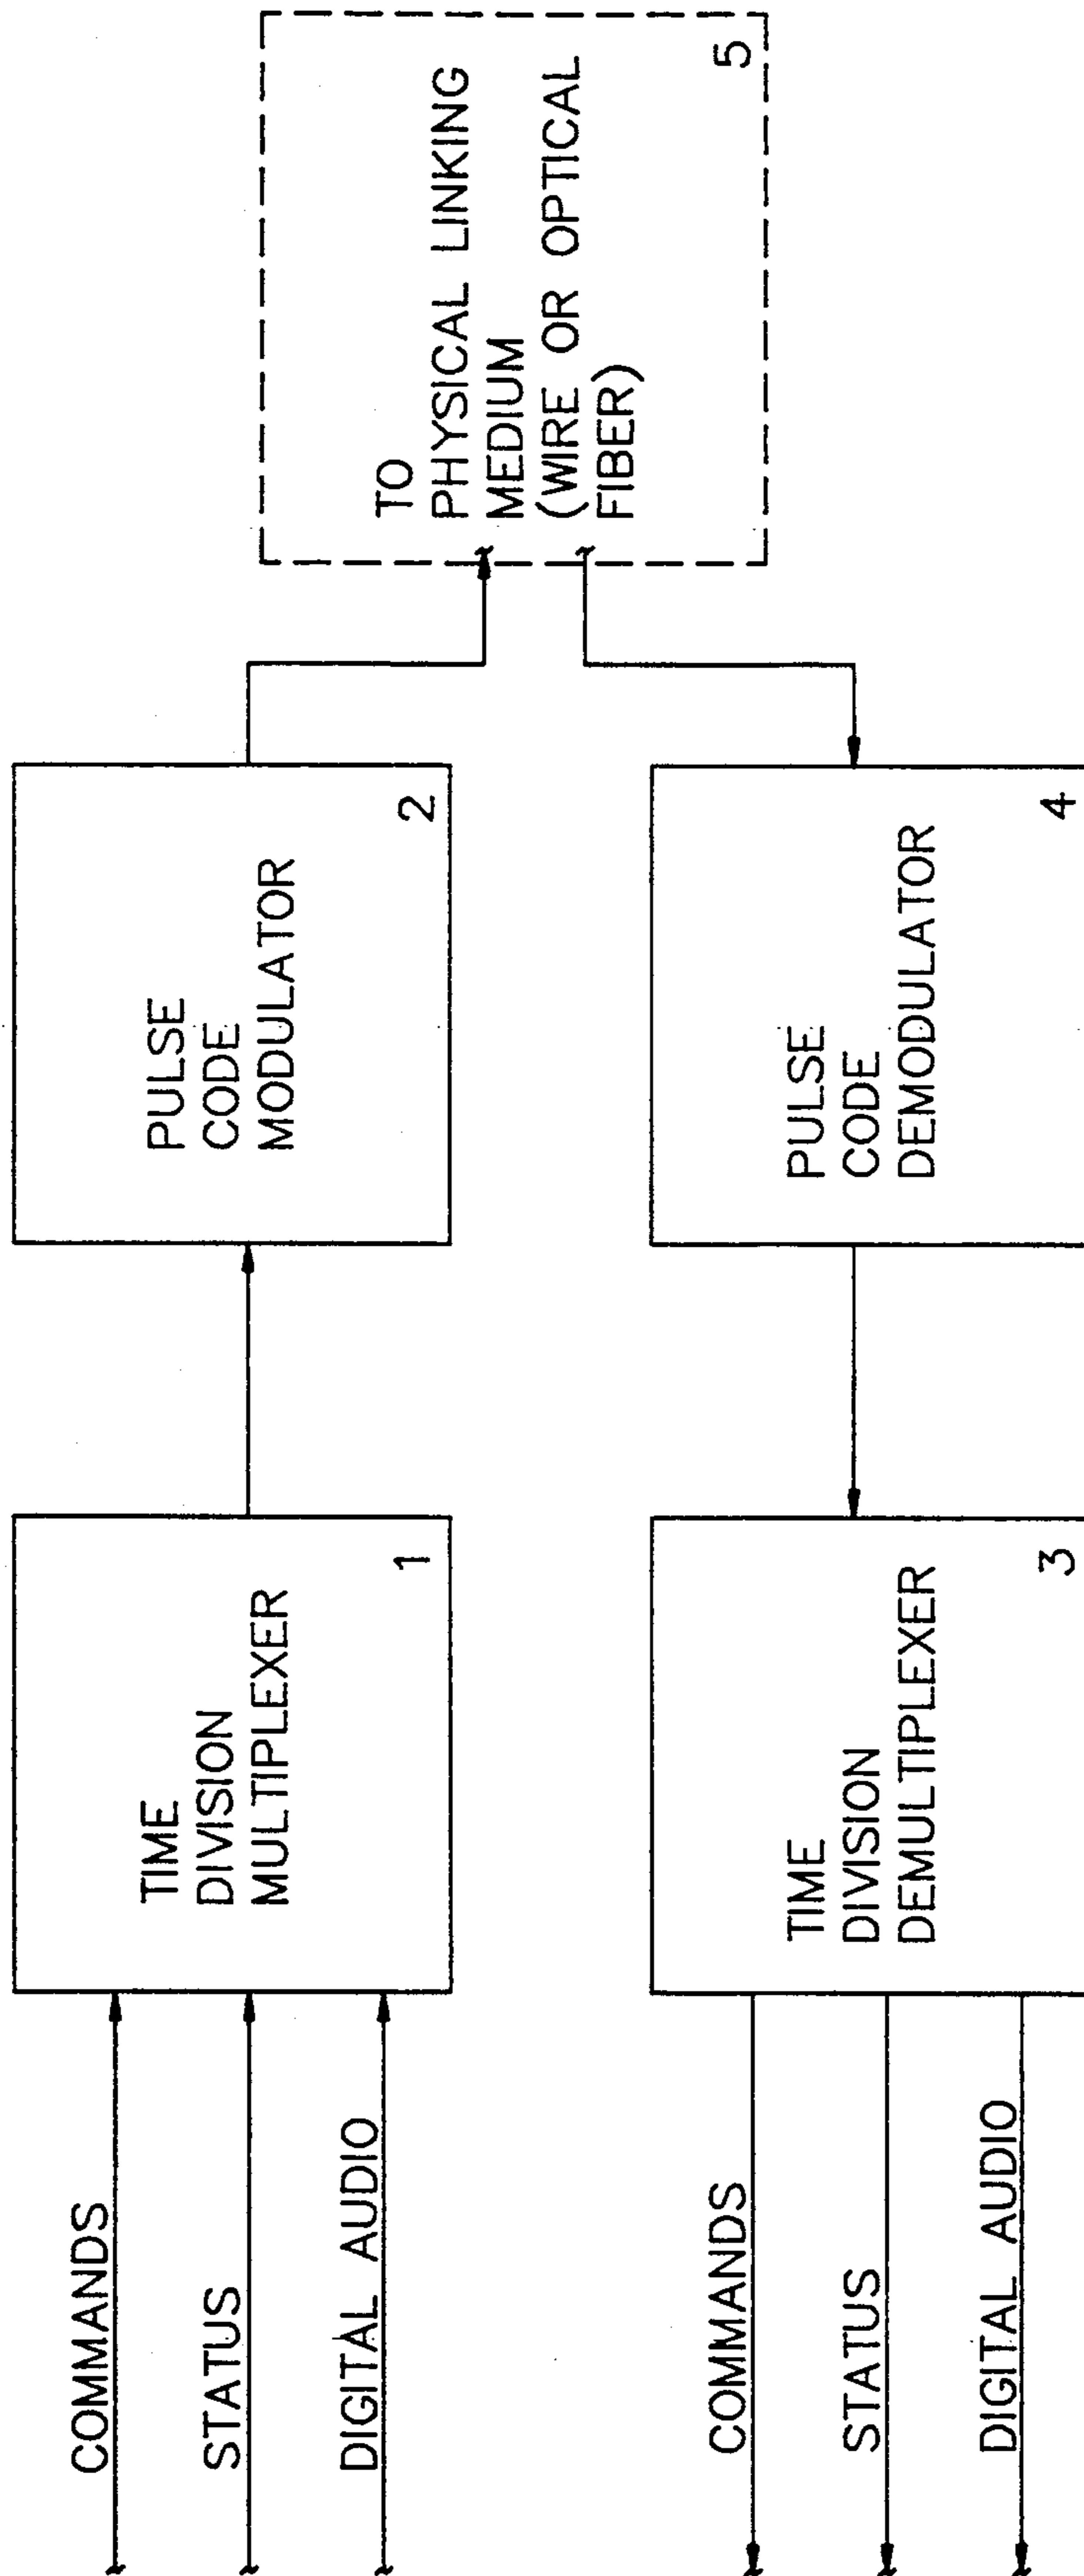 COMMANDS
STATUS
DIGITAL AUDIO
TIME
DIVISION
MULTIPLEXER
1
PULSE
CODE
MODULATOR
2
TO
PHYSICAL LINKING
MEDIUM
(WIRE OR OPTICAL
FIBER)
5
COMMANDS
STATUS
DIGITAL AUDIO
TIME
DIVISION
DEMULTIPLEXER
3
PULSE
CODE
DEMODULATOR
4